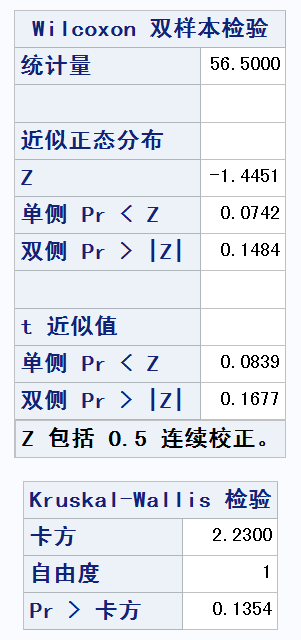 Wilcoxon 双样本检验
统计量 56.5000
近似正态分布
Z -1.4451
单侧 Pr < Z 0.0742
双侧 Pr > |Z| 0.1484
t 近似值
单侧 Pr < Z 0.0839
双侧 Pr > |Z| 0.1677
Z 包括 0.5 连续校正。
Kruskal-Wallis 检验
卡方 2.2300
自由度 1
Pr > 卡方 0.1354